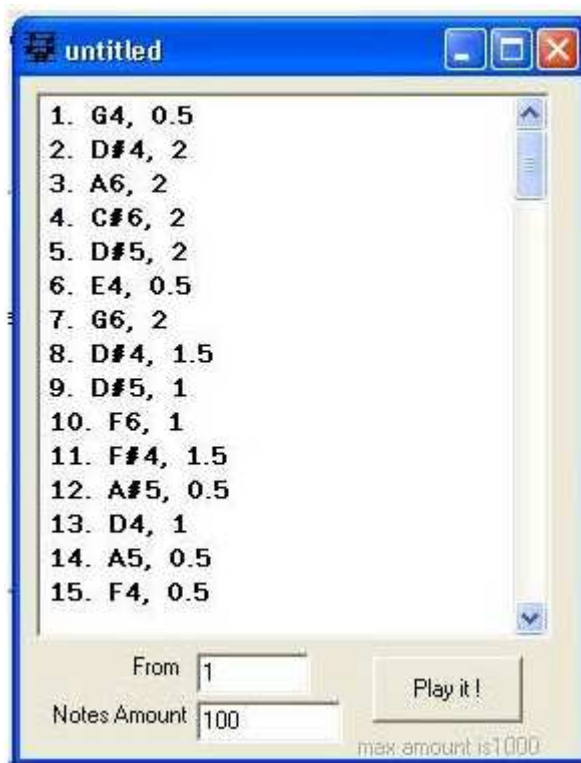 untitled
1. G4, 0.5
2. D#4, 2
3. A6, 2
4. C#6, 2
5. D#5, 2
6. E4, 0.5
7. G6, 2
8. D#4, 1.5
9. D#5, 1
10. F6, 1
11. F#4, 1.5
12. A#5, 0.5
13. D4, 1
14. A5, 0.5
15. F4, 0.5
From 1
Play it !
Notes Amount 100
max amount is1000